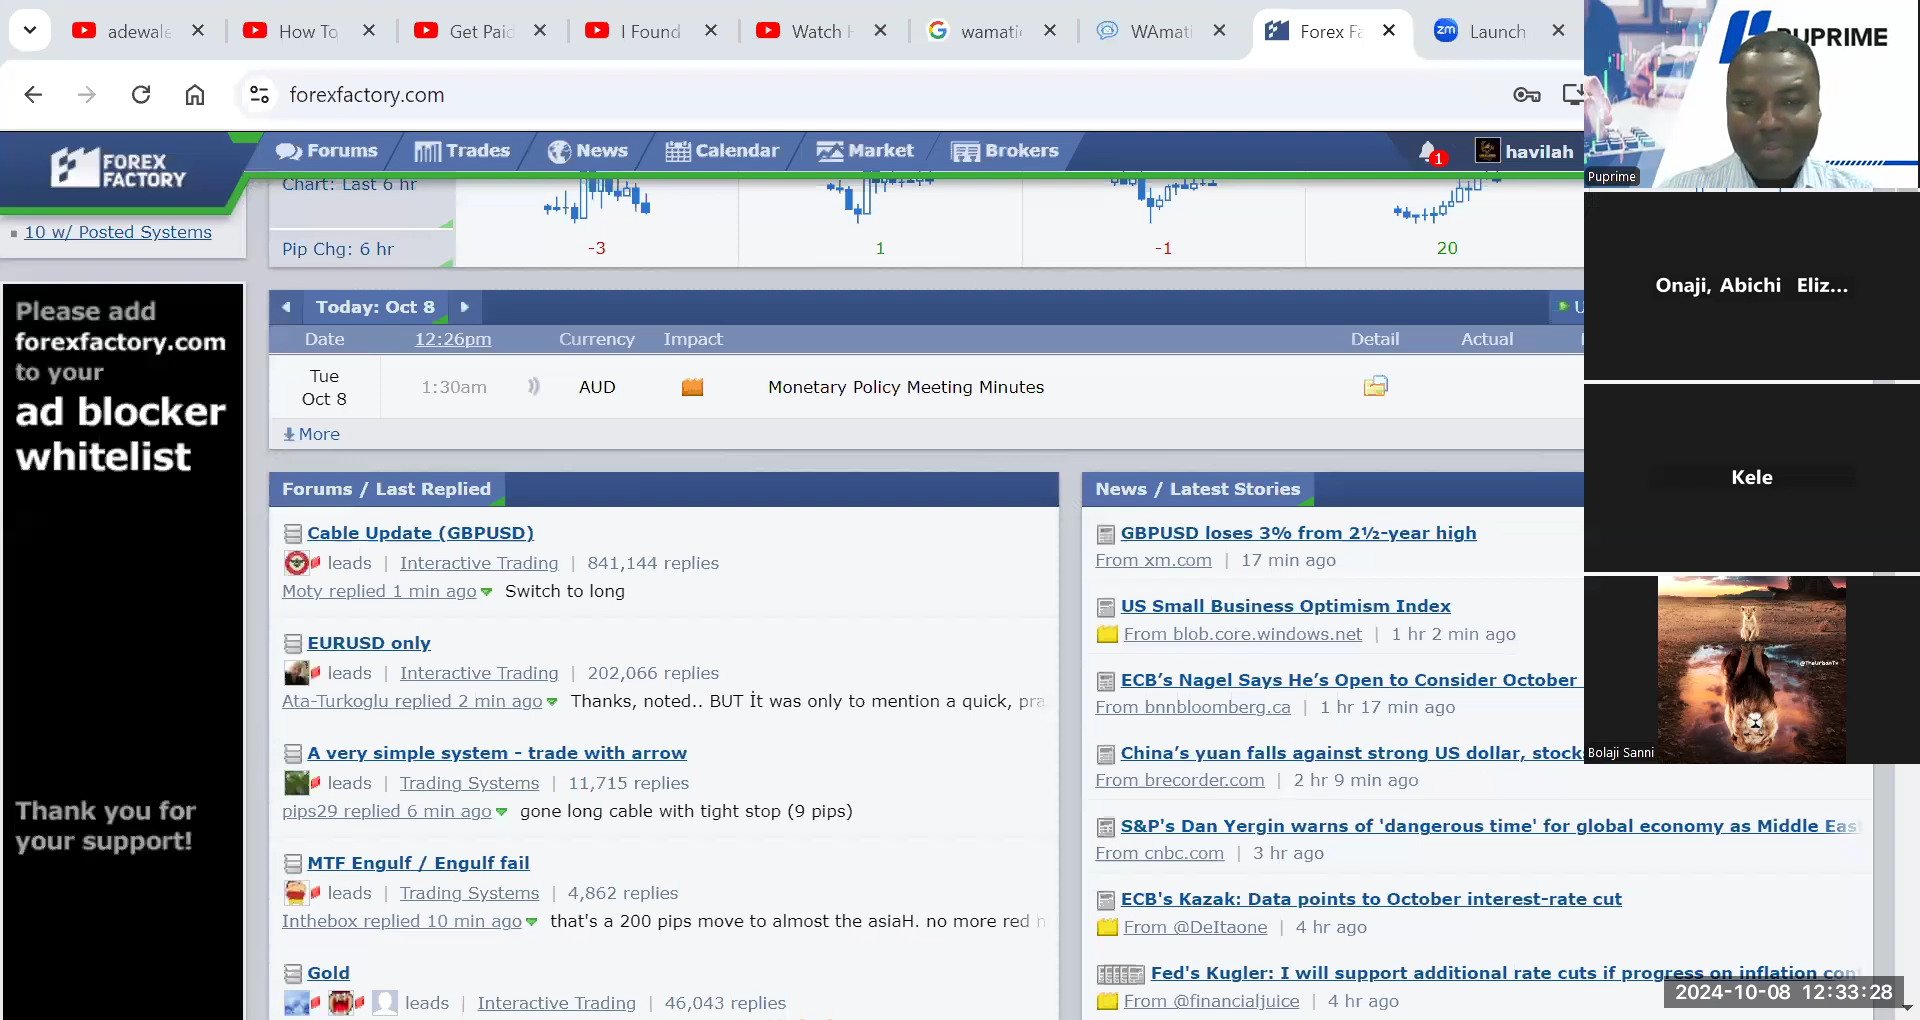 adewale
How To
Get Paid
I Found
Watch
wamatic
WAmati
Forex Fa
zm Launch
forexfactory.com
FOREX FACTORY
Forums
Trades
News
Calendar
Market
Brokers
1
havilah
10 w/ Posted Systems
Chart: Last 6 hr
Pip Chg: 6 hr
-3
1
-1
20
Please add
forexfactory.com
to your
ad blocker
whitelist
Thank you for
your support!
Today: Oct 8
Date 12:26pm Currency Impact Detail Actual
Tue
Oct 8
1:30am AUD Monetary Policy Meeting Minutes
More
Forums / Last Replied
Cable Update (GBPUSD)
leads | Interactive Trading | 841,144 replies
Moty replied 1 min ago Switch to long
EURUSD only
leads | Interactive Trading | 202,066 replies
Ata-Turkoglu replied 2 min ago Thanks, noted.. BUT İt was only to mention a quick, pra
A very simple system - trade with arrow
leads | Trading Systems | 11,715 replies
pips29 replied 6 min ago gone long cable with tight stop (9 pips)
MTF Engulf / Engulf fail
leads | Trading Systems | 4,862 replies
Inthebox replied 10 min ago that's a 200 pips move to almost the asiaH. no more red n
Gold
leads | Interactive Trading | 46,043 replies
News / Latest Stories
GBPUSD loses 3% from 2½-year high
From xm.com | 17 min ago
US Small Business Optimism Index
From blob.core.windows.net | 1 hr 2 min ago
ECB’s Nagel Says He’s Open to Consider October
From bnnbloomberg.ca | 1 hr 17 min ago
China’s yuan falls against strong US dollar, stock
From brecorder.com | 2 hr 9 min ago
S&P's Dan Yergin warns of 'dangerous time' for global economy as Middle Eas
From cnbc.com | 3 hr ago
ECB's Kazak: Data points to October interest-rate cut
From @DeItaone | 4 hr ago
Fed's Kugler: I will support additional rate cuts if progress on inflation con
From @financialjuice | 4 hr ago
PUPRIME
Puprime
Onaji, Abichi Eliz...
Kele
@TheUrbanTv
Bolaji Sanni
2024-10-08 12:33:28